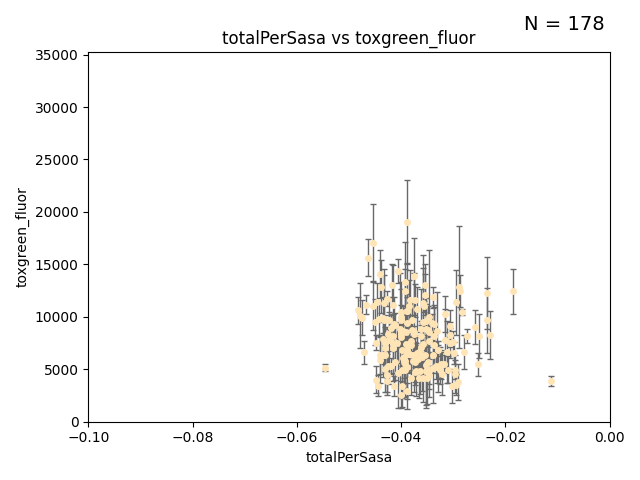 N = 178
totalPerSasa vs toxgreen_fluor
35000
30000
25000
20000
15000
10000
5000
0
toxgreen_fluor
−0.10 −0.08 −0.06 −0.04 −0.02 0.00
totalPerSasa